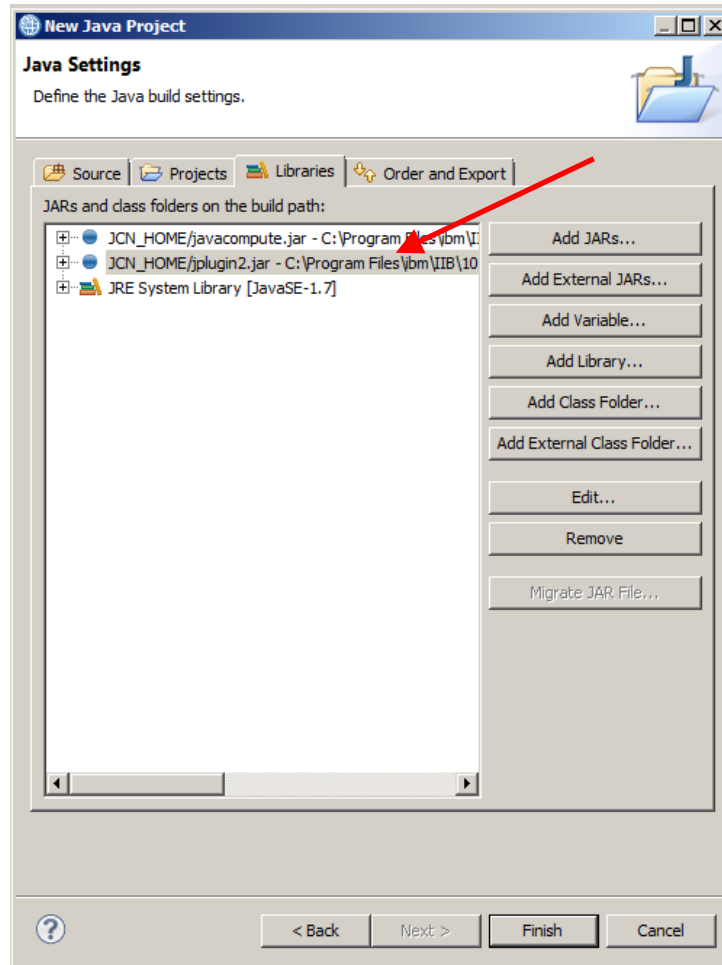 New Java Project
Java Settings
Define the Java build settings.
Source
Projects
Libraries
Order and Export
JARs and class folders on the build path:
JCN_HOME/javacompute.jar - C:\Program Files\ibm\II
JCN_HOME/jplugin2.jar - C:\Program Files\ibm\IIB\10
JRE System Library [JavaSE-1.7]
Add JARs...
Add External JARs...
Add Variable...
Add Library...
Add Class Folder...
Add External Class Folder...
Edit...
Remove
Migrate JAR File...
< Back
Next >
Finish
Cancel